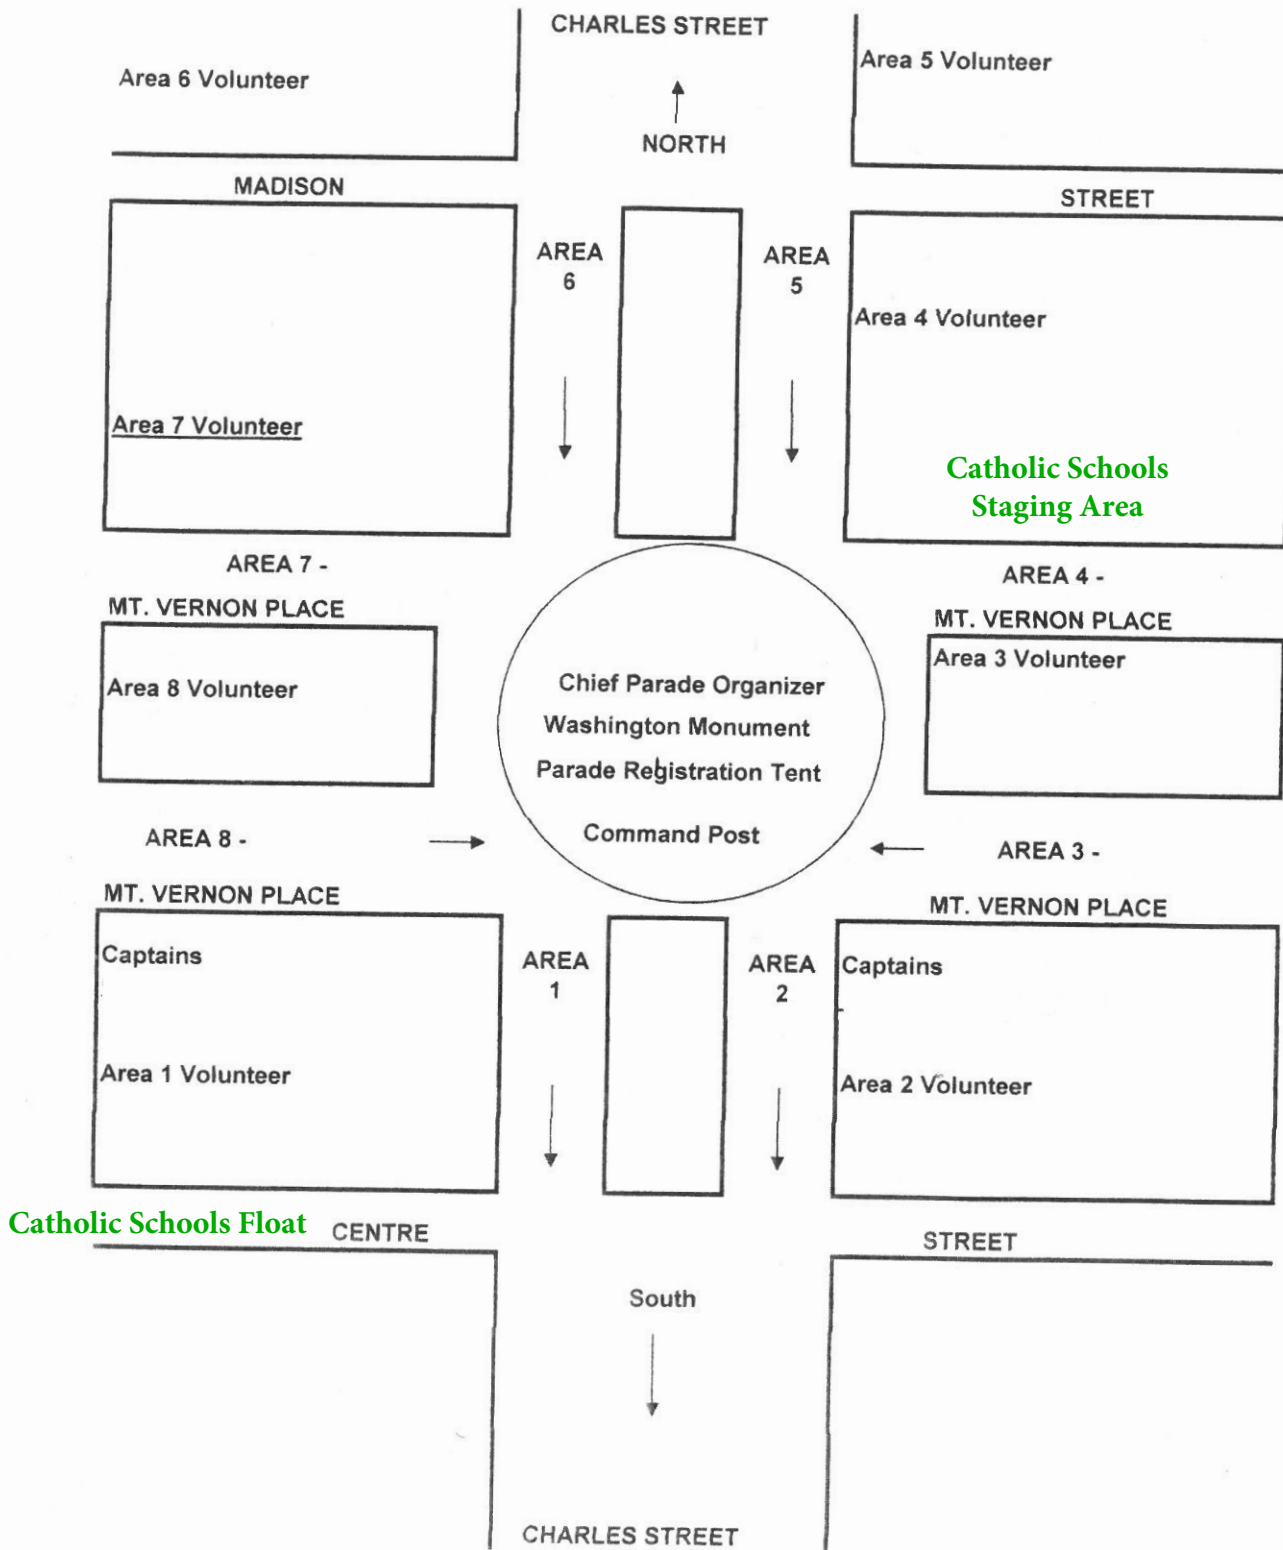 CHARLES STREET
Area 6 Volunteer
Area 5 Volunteer
NORTH
MADISON
STREET
AREA
6
AREA
5
Area 4 Volunteer
Area 7 Volunteer
Catholic Schools
Staging Area
AREA 7 -
AREA 4 -
MT. VERNON PLACE
MT. VERNON PLACE
Area 8 Volunteer
Area 3 Volunteer
Chief Parade Organizer
Washington Monument
Parade Registration Tent
Command Post
AREA 8 -
AREA 3 -
MT. VERNON PLACE
MT. VERNON PLACE
Captains
AREA
1
AREA
2
Captains
Area 1 Volunteer
Area 2 Volunteer
Catholic Schools Float
CENTRE
STREET
South
CHARLES STREET